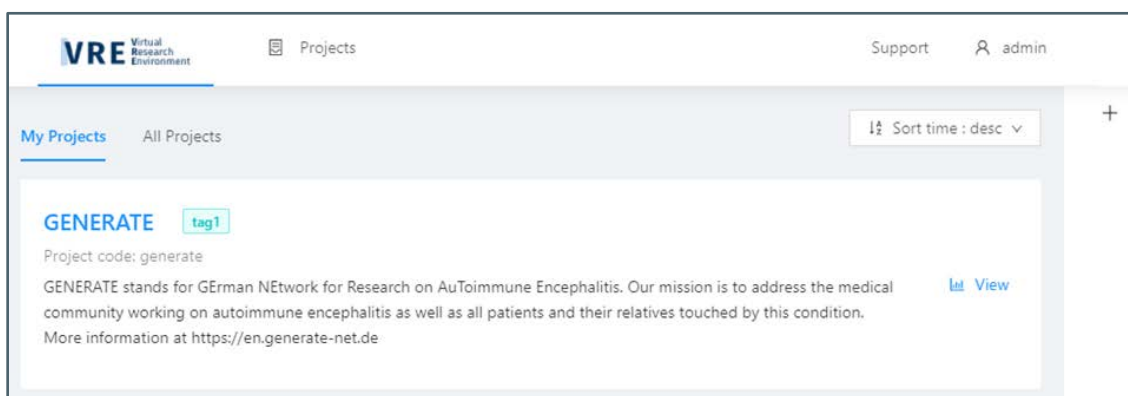 VRE Virtual Research Environment
Projects
Support
admin
My Projects
All Projects
Sort time : desc
+
GENERATE
tag1
Project code: generate
GENERATE stands for GErman NEtwork for Research on AuToimmune Encephalitis. Our mission is to address the medical
community working on autoimmune encephalitis as well as all patients and their relatives touched by this condition.
More information at https://en.generate-net.de
View